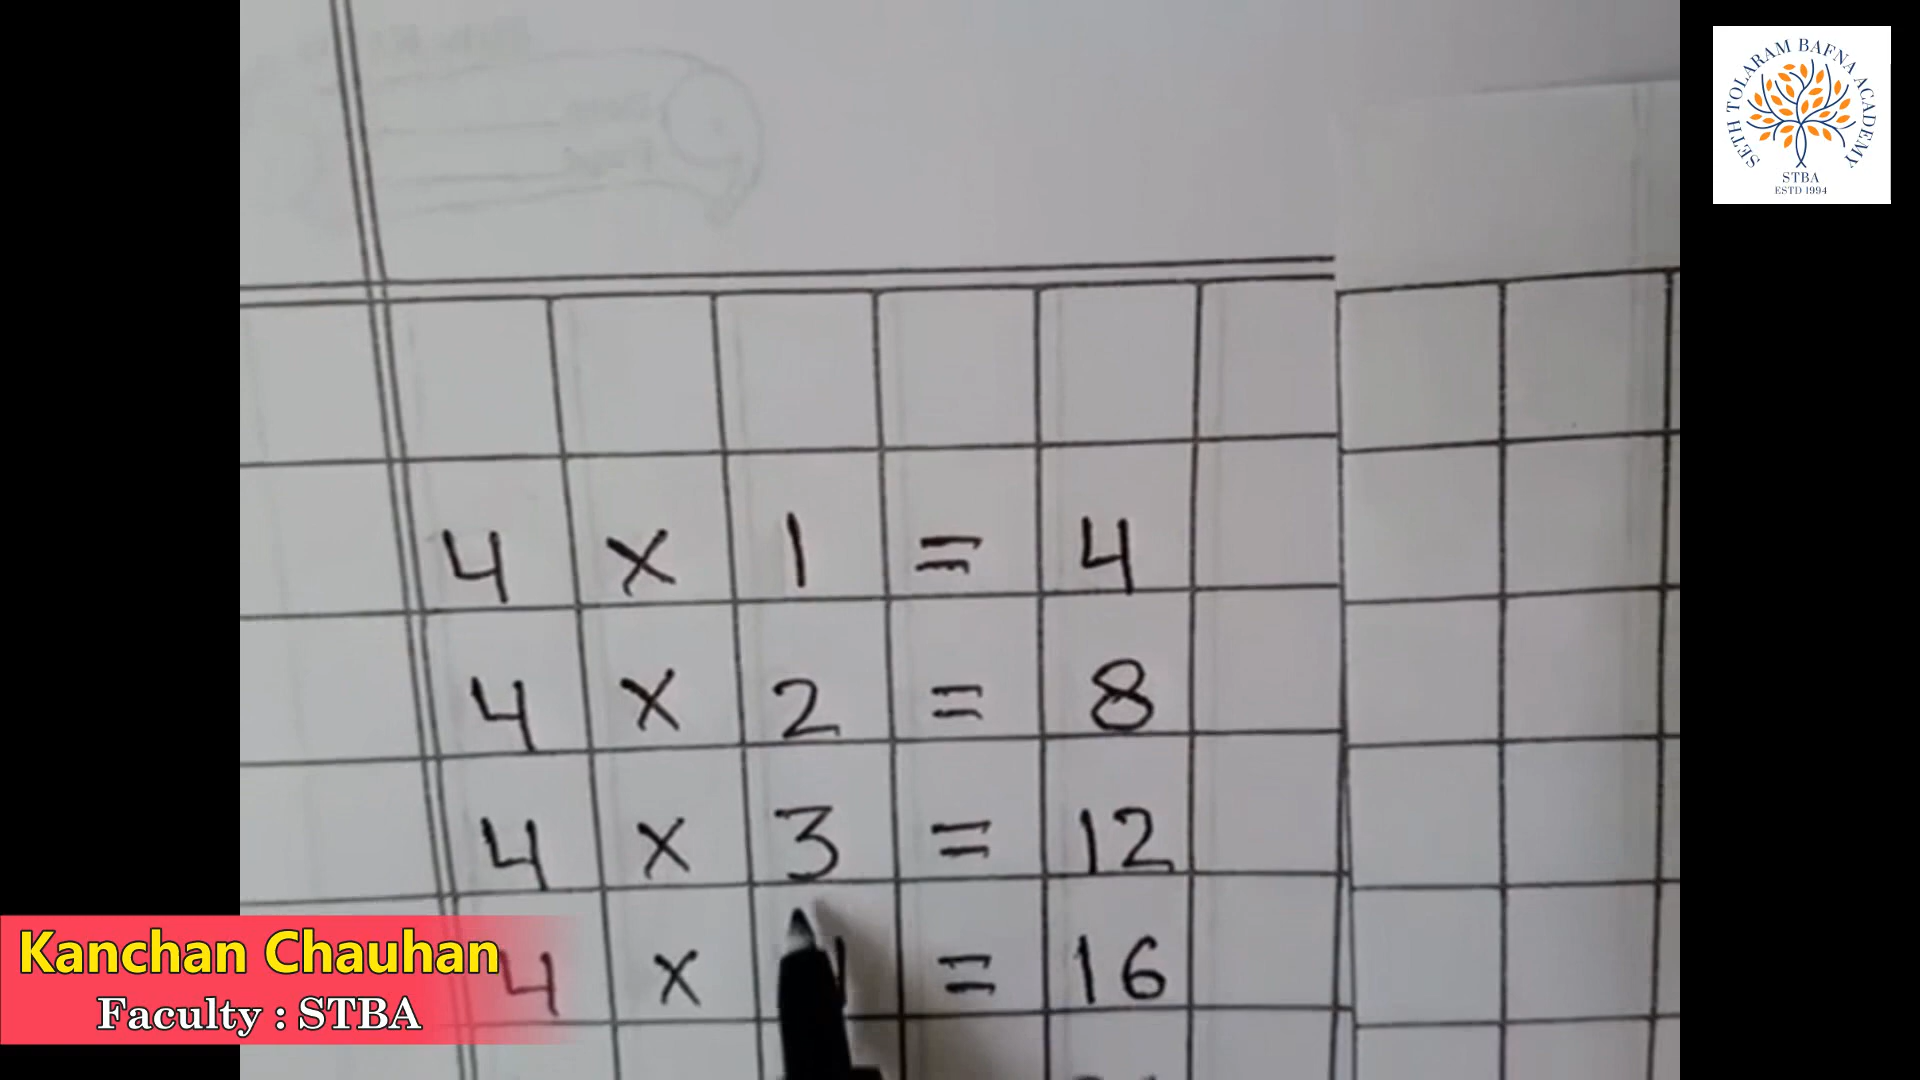 SETH TOLARAM BAFNA ACADEMY
STBA
ESTD 1994
4 × 1 = 4
4 × 2 = 8
4 × 3 = 12
4 × 4 = 16
Kanchan Chauhan
Faculty : STBA